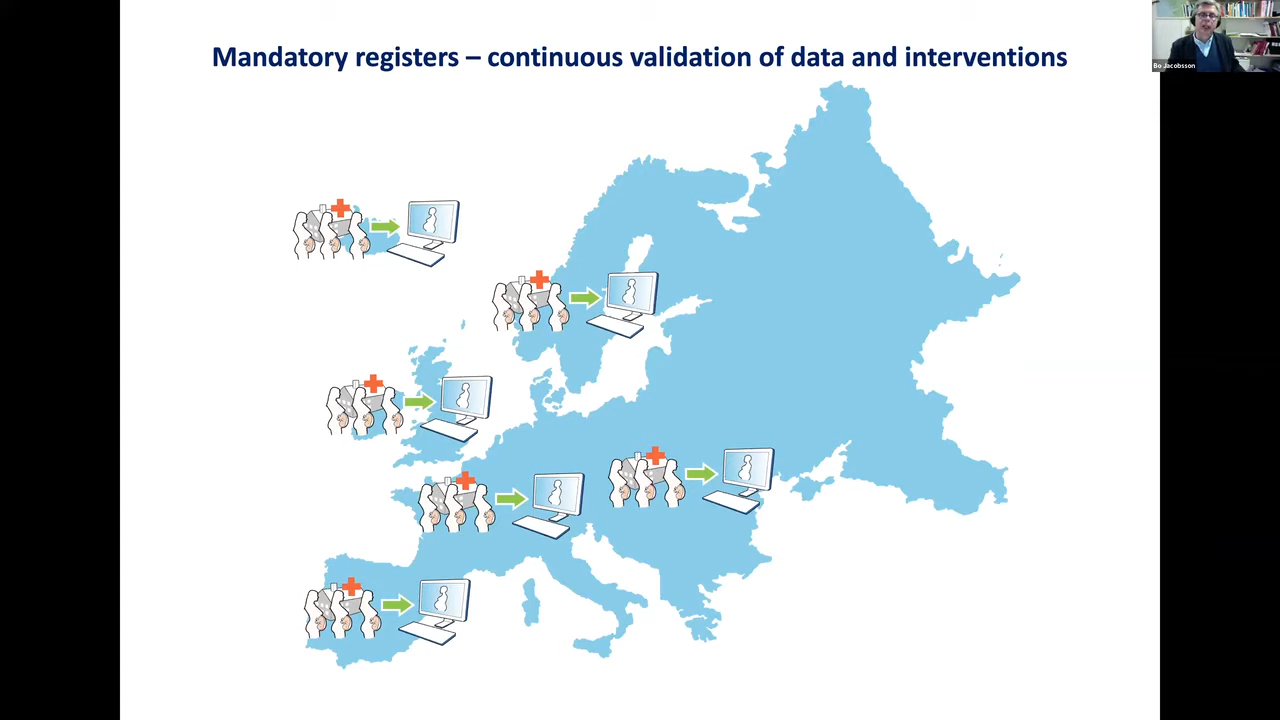 Mandatory registers – continuous validation of data and interventions
Bo Jacobsson